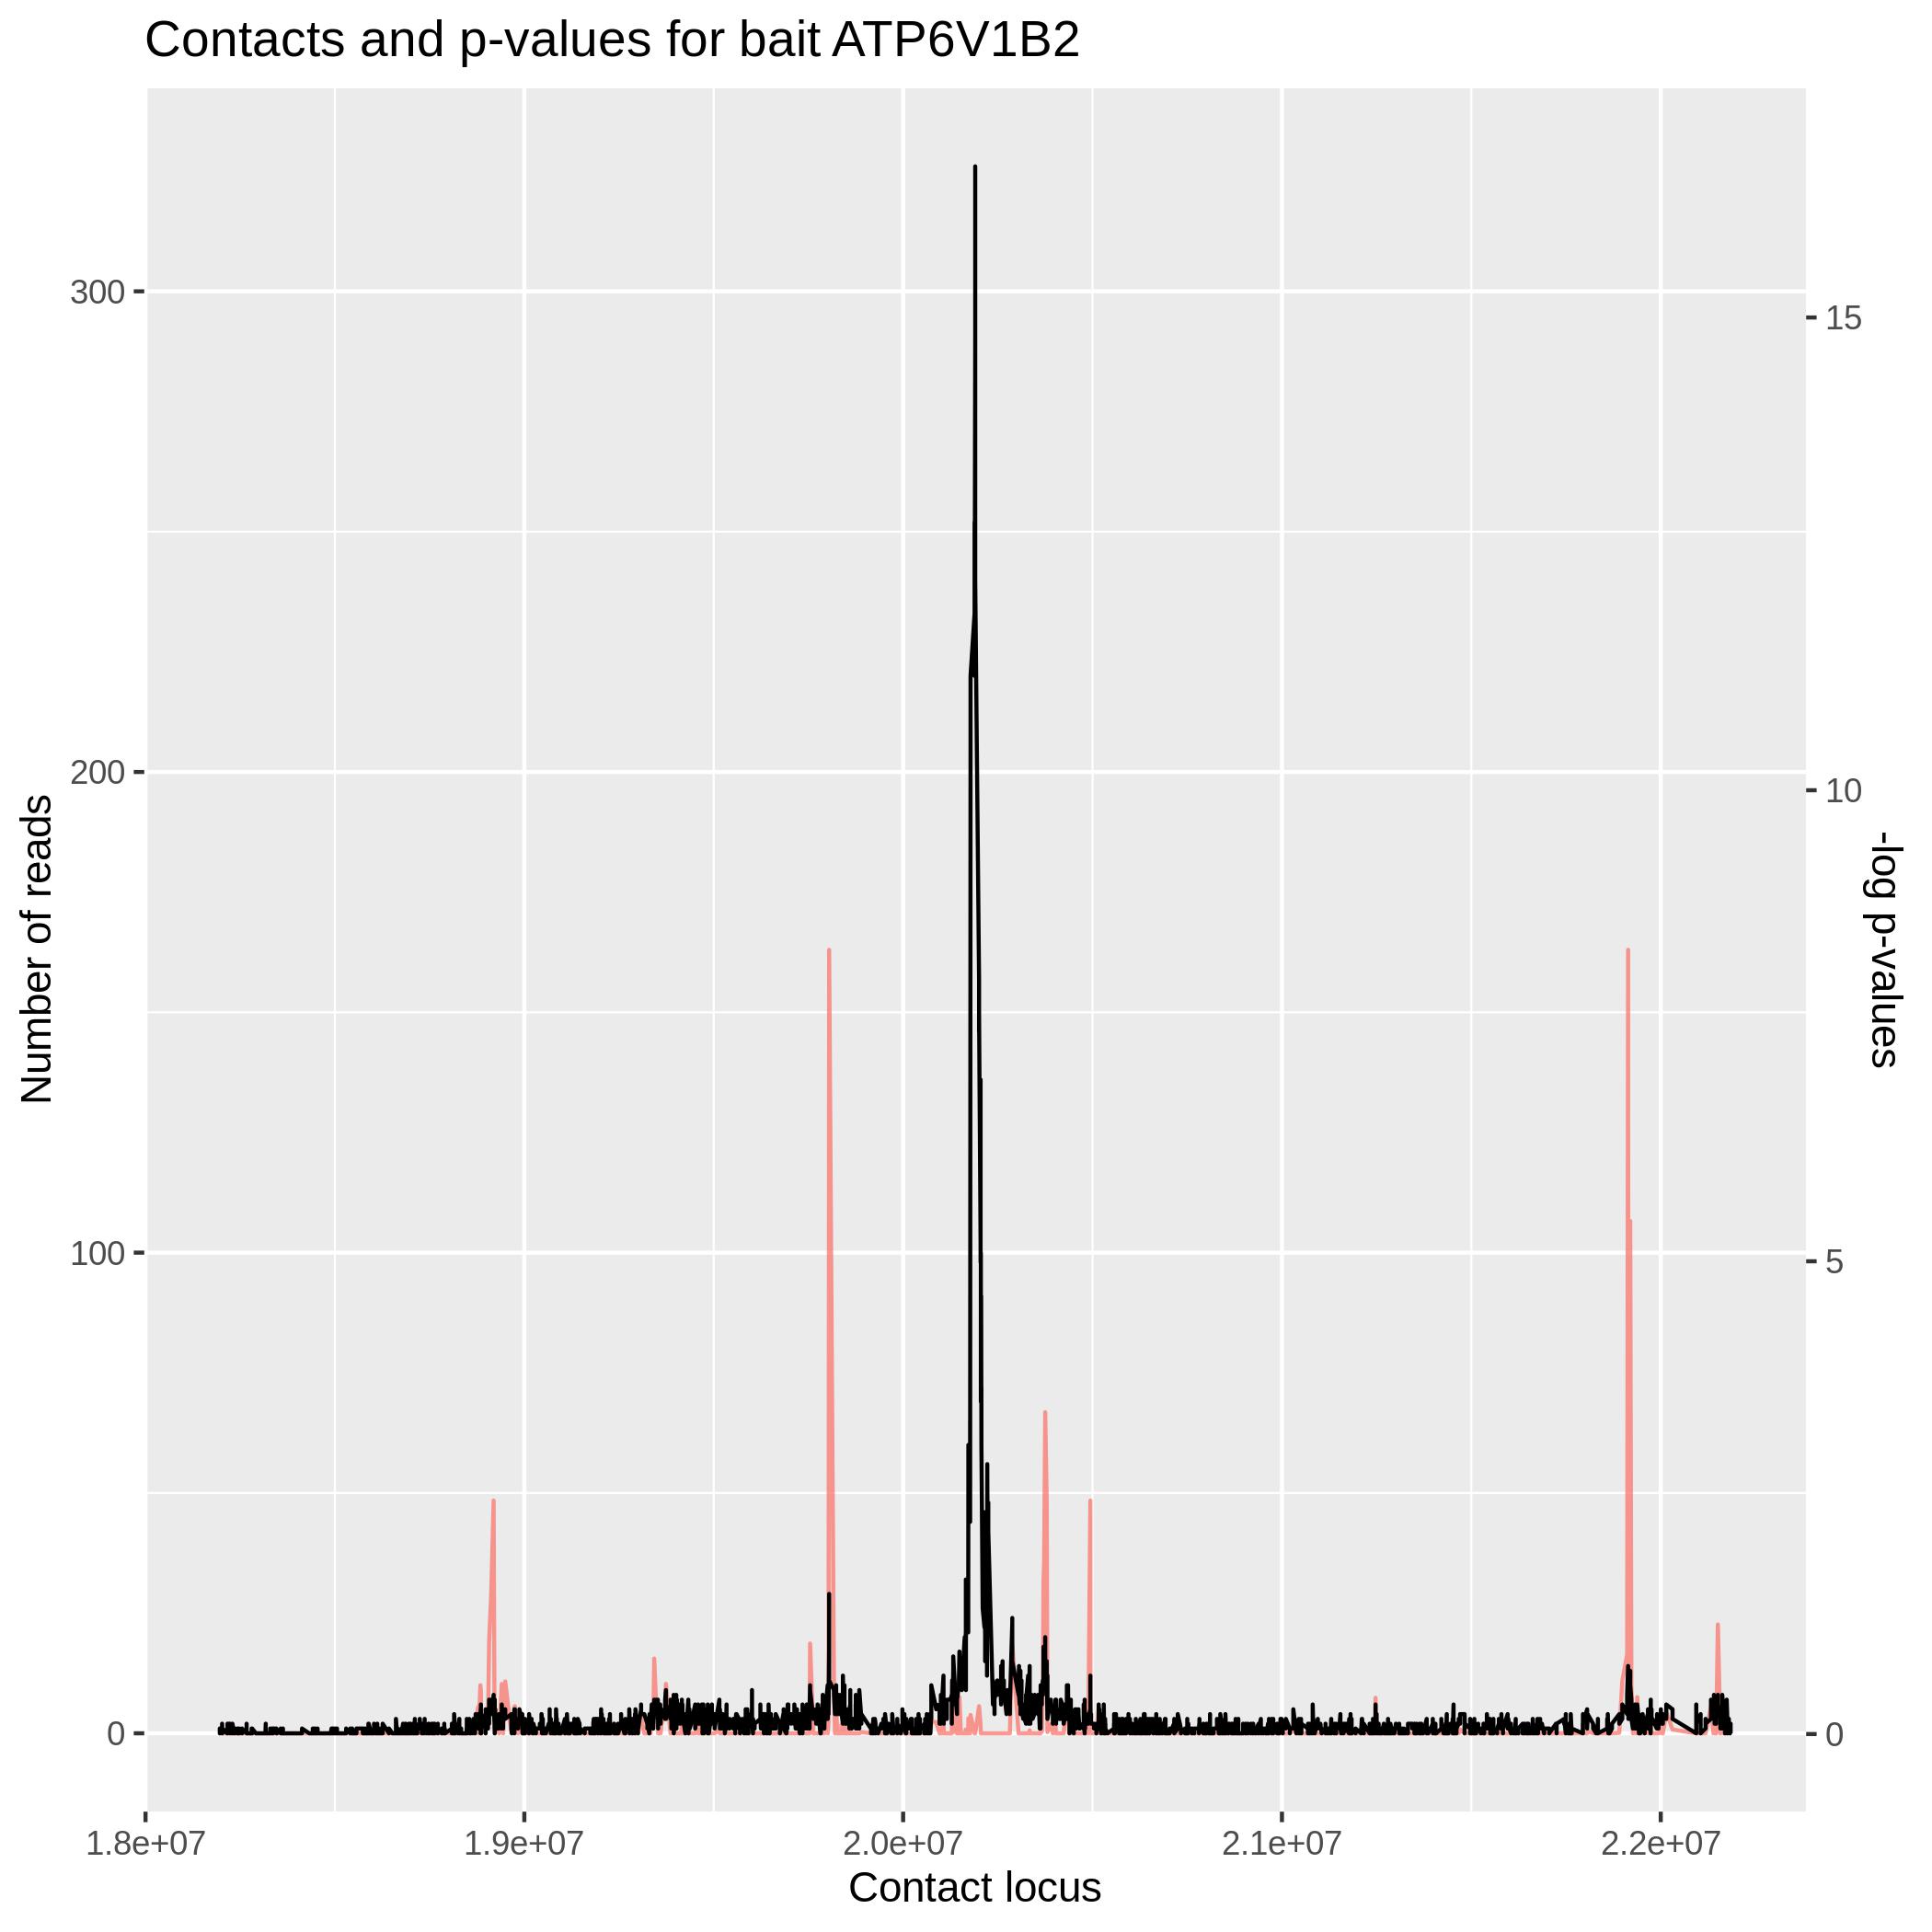 Contacts and p-values for bait ATP6V1B2
300
200
100
0
Number of reads
15
10
5
0
-log p-values
1.8e+07
1.9e+07
2.0e+07
2.1e+07
2.2e+07
Contact locus